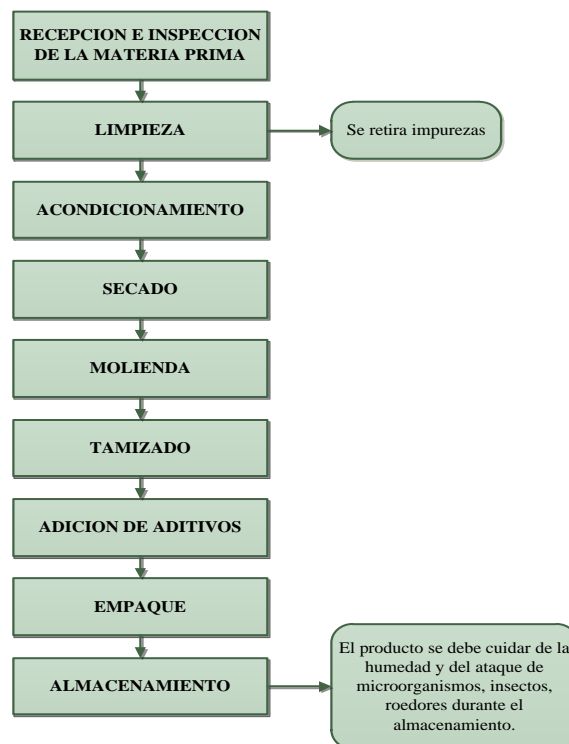 RECEPCION E INSPECCION
DE LA MATERIA PRIMA
LIMPIEZA
Se retira impurezas
ACONDICIONAMIENTO
SECADO
MOLIENDA
TAMIZADO
ADICION DE ADITIVOS
EMPAQUE
ALMACENAMIENTO
El producto se debe cuidar de la
humedad y del ataque de
microorganismos, insectos,
roedores durante el
almacenamiento.